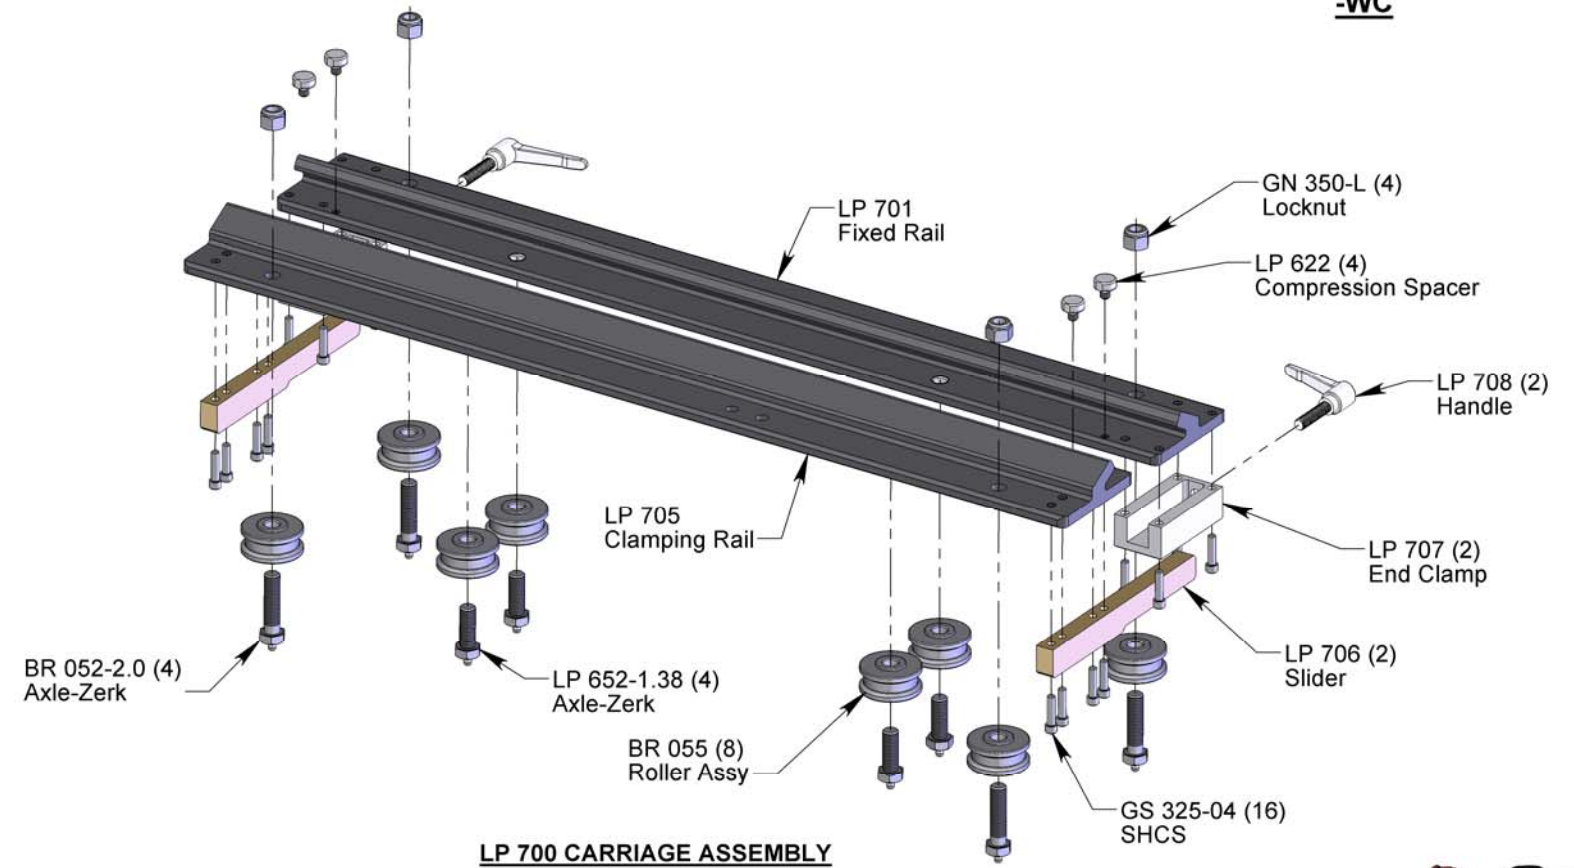 -WC
LP 701
Fixed Rail
GN 350-L (4)
Locknut
LP 622 (4)
Compression Spacer
LP 708 (2)
Handle
LP 705
Clamping Rail
LP 707 (2)
End Clamp
LP 706 (2)
Slider
BR 052-2.0 (4)
Axle-Zerk
LP 652-1.38 (4)
Axle-Zerk
BR 055 (8)
Roller Assy
GS 325-04 (16)
SHCS
LP 700 CARRIAGE ASSEMBLY